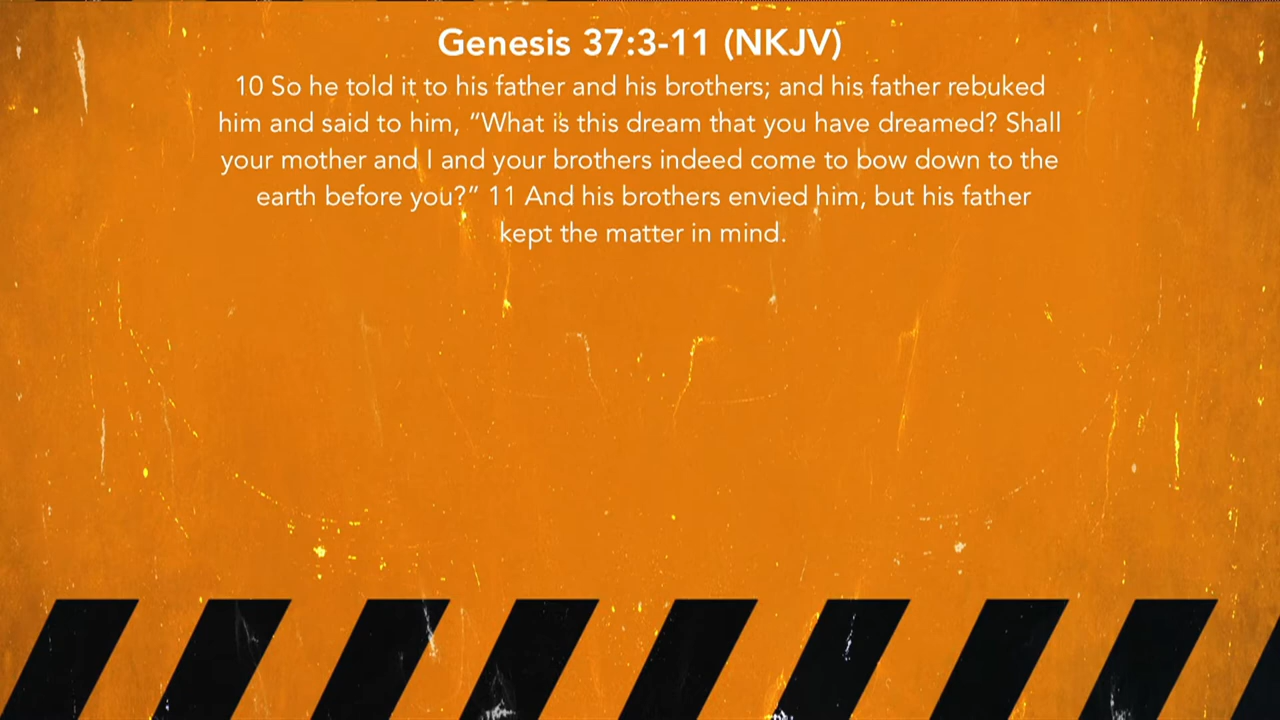 Genesis 37:3-11 (NKJV)
10 So he told it to his father and his brothers; and his father rebuked
him and said to him, “What is this dream that you have dreamed? Shall
your mother and I and your brothers indeed come to bow down to the
earth before you?” 11 And his brothers envied him, but his father
kept the matter in mind.